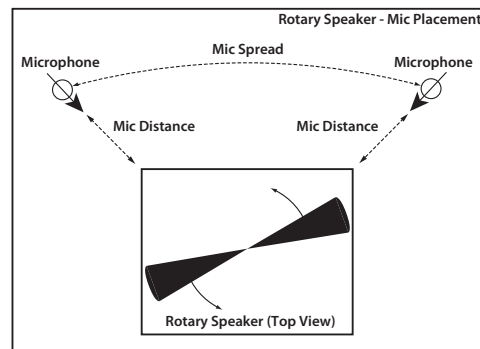 Rotary Speaker - Mic Placement
Mic Spread
Microphone
Microphone
Mic Distance
Mic Distance
Rotary Speaker (Top View)